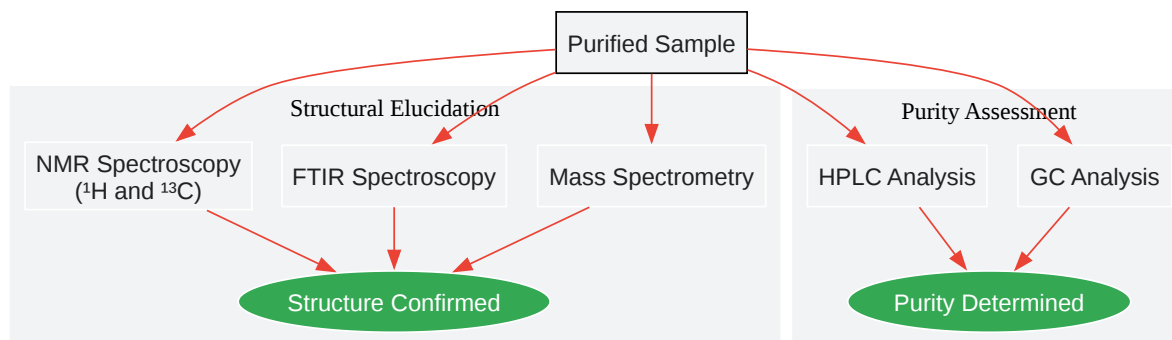 Purified Sample
Structural Elucidation
Purity Assessment
NMR Spectroscopy
(¹H and ¹³C)
FTIR Spectroscopy
Mass Spectrometry
HPLC Analysis
GC Analysis
Structure Confirmed
Purity Determined